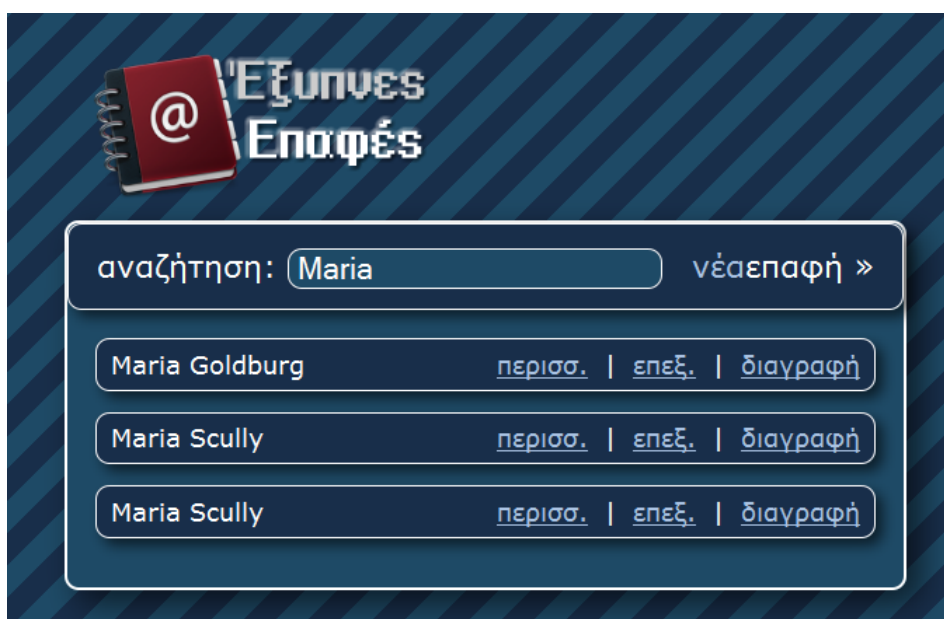 @
Έξυπνες
Επαφές
αναζήτηση: Maria νέαεπαφή »
Maria Goldburg περισσ. | επεξ. | διαγραφή
Maria Scully περισσ. | επεξ. | διαγραφή
Maria Scully περισσ. | επεξ. | διαγραφή